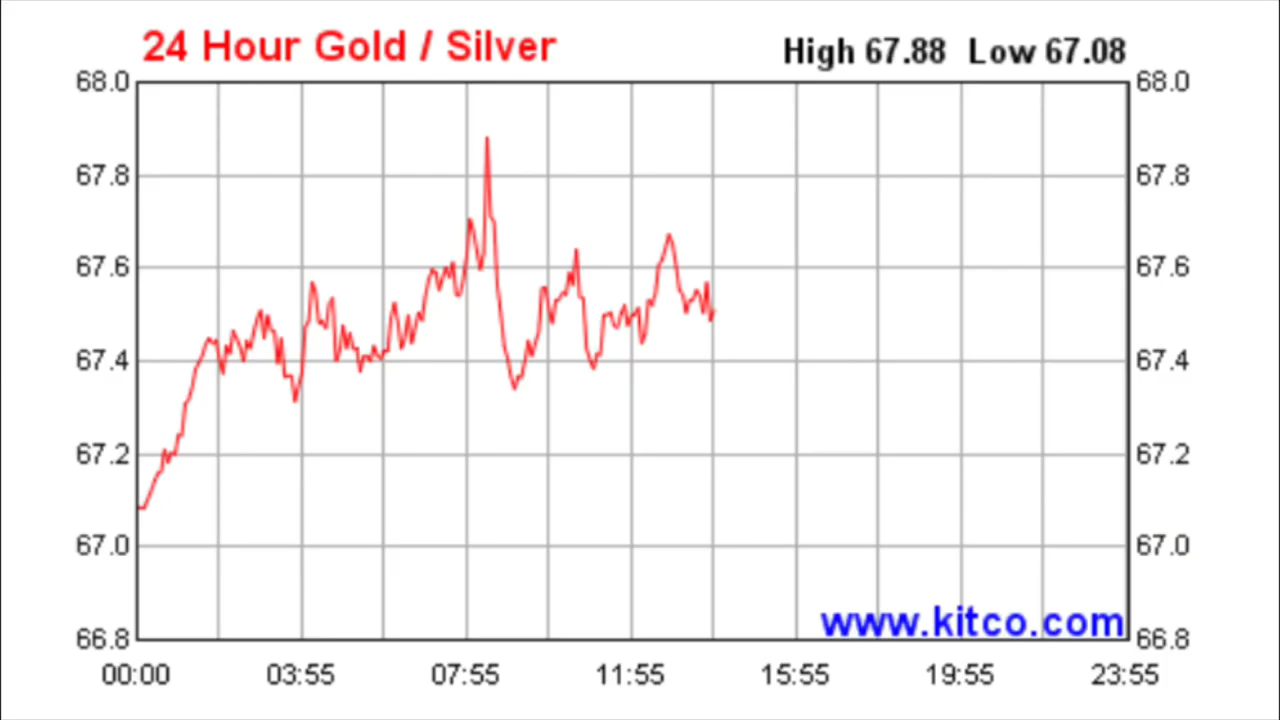 24 Hour Gold / Silver High 67.88 Low 67.08
68.0 68.0
67.8 67.8
67.6 67.6
67.4 67.4
67.2 67.2
67.0 67.0
www.kitco.com
66.8 66.8
00:00 03:55 07:55 11:55 15:55 19:55 23:55